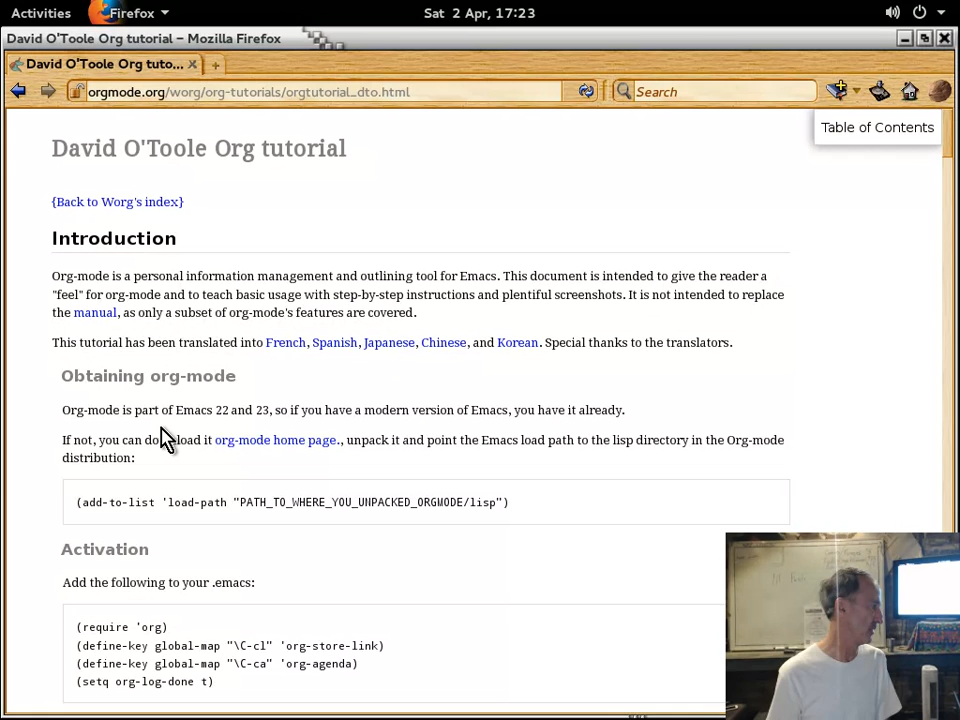 Activities
Firefox
Sat 2 Apr, 17:23
David O'Toole Org tutorial – Mozilla Firefox
David O'Toole Org tuto...
orgmode.org/worg/org-tutorials/orgtutorial_dto.html
Search
Table of Contents
David O'Toole Org tutorial
{Back to Worg's index}
Introduction
Org-mode is a personal information management and outlining tool for Emacs. This document is intended to give the reader a
"feel" for org-mode and to teach basic usage with step-by-step instructions and plentiful screenshots. It is not intended to replace
the manual, as only a subset of org-mode's features are covered.
This tutorial has been translated into French, Spanish, Japanese, Chinese, and Korean. Special thanks to the translators.
Obtaining org-mode
Org-mode is part of Emacs 22 and 23, so if you have a modern version of Emacs, you have it already.
If not, you can download it org-mode home page., unpack it and point the Emacs load path to the lisp directory in the Org-mode
distribution:
(add-to-list 'load-path "PATH_TO_WHERE_YOU_UNPACKED_ORGMODE/lisp")
Activation
Add the following to your .emacs:
(require 'org)
(define-key global-map "\C-cl" 'org-store-link)
(define-key global-map "\C-ca" 'org-agenda)
(setq org-log-done t)